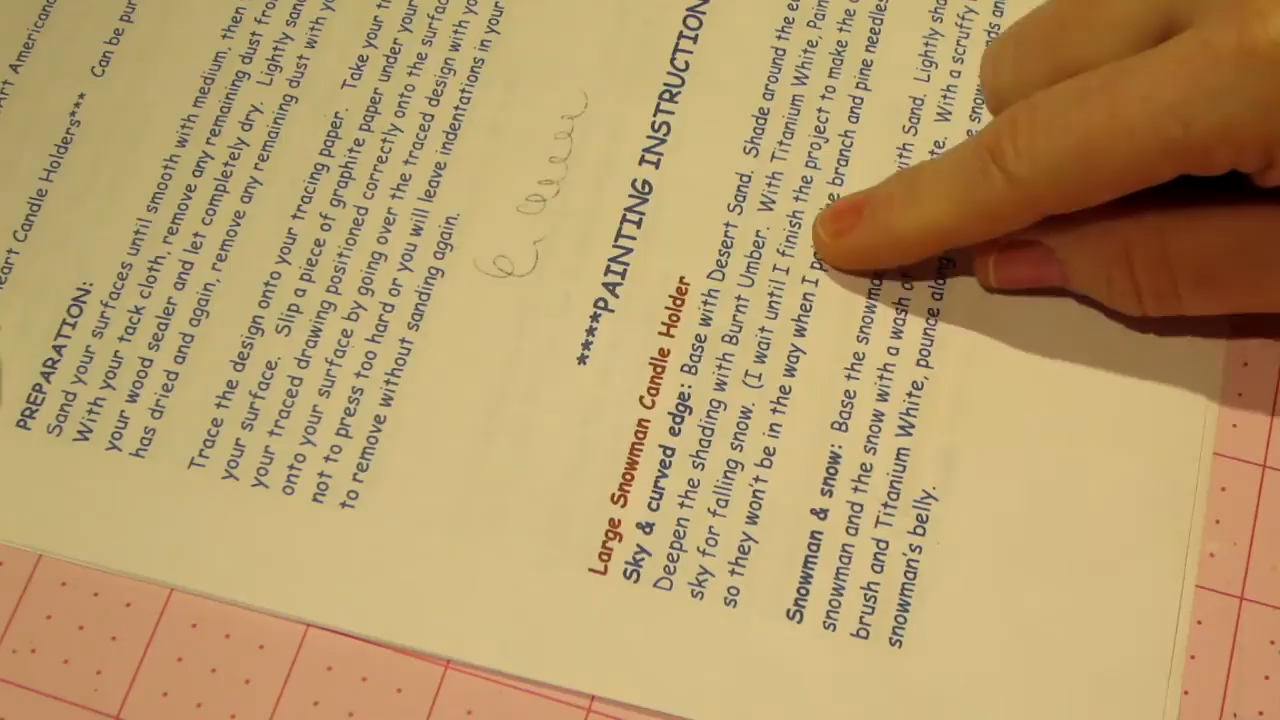 Art Americana
Heart Candle Holders*** Can be pur
PREPARATION:
Sand your surfaces until smooth with medium, then
With your tack cloth, remove any remaining dust fro
your wood sealer and let completely dry. Lightly sand
has dried and again, remove any remaining dust with yo
Trace the design onto your tracing paper. Take your tr
your surface. Slip a piece of graphite paper under your
your traced drawing positioned correctly onto the surfac
onto your surface by going over the traced design with yo
not to press too hard or you will leave indentations in your
to remove without sanding again.
****PAINTING INSTRUCTION
Large Snowman Candle Holder
Sky & curved edge: Base with Desert Sand. Shade around the e
Deepen the shading with Burnt Umber. With Titanium White, Pain
sky for falling snow. (I wait until I finish the project to make the
so they won't be in the way when I p branch and pine needles
Snowman & snow: Base the snowma with Sand. Lightly sha
snowman and the snow with a wash With a scruffy
brush and Titanium White, pounce along snow
snowman's belly.